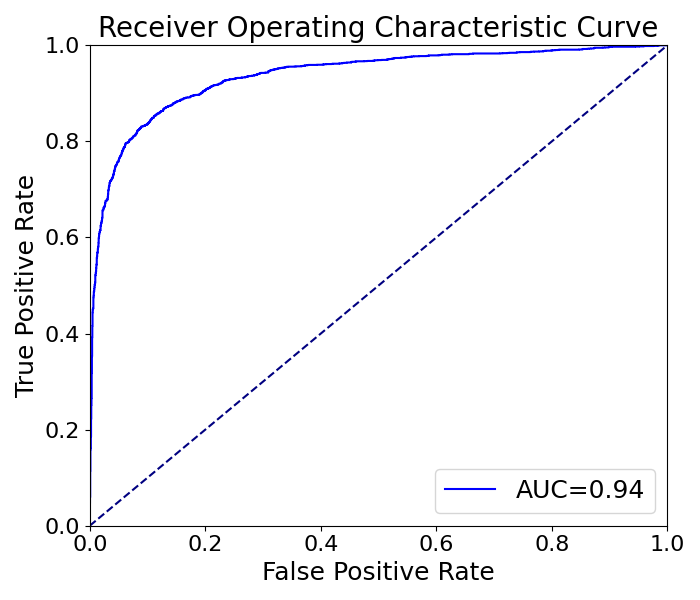 Receiver Operating Characteristic Curve
1.0
0.8
0.6
0.4
0.2
0.0
True Positive Rate
AUC=0.94
0.0 0.2 0.4 0.6 0.8 1.0
False Positive Rate